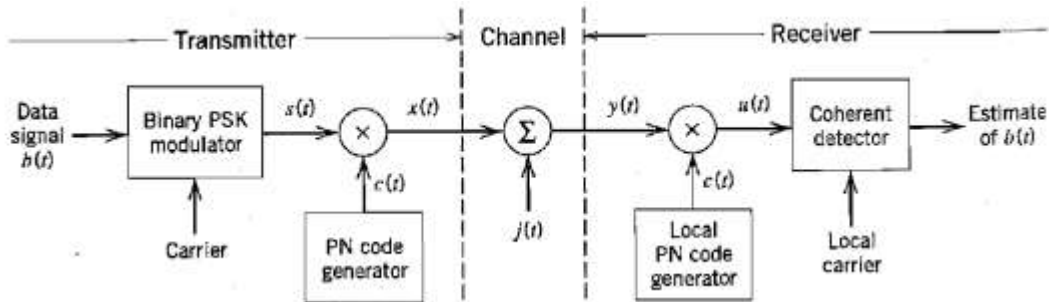 Transmitter
Channel
Receiver
Data
signal
b(t)
Binary PSK
modulator
s(t)
×
x(t)
Σ
y(t)
×
u(t)
Coherent
detector
Estimate
of b(t)
c(t)
c(t)
Carrier
PN code
generator
j(t)
Local
PN code
generator
Local
carrier